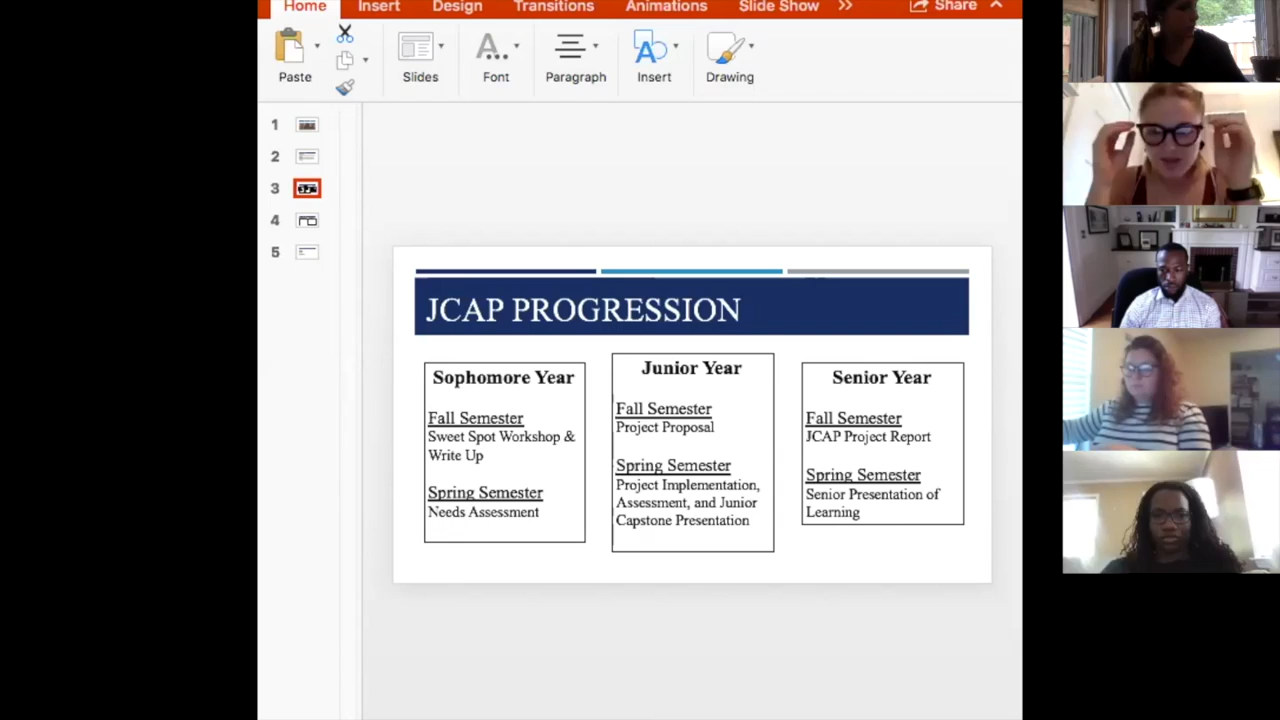 Home Insert Design Transitions Animations Slide Show >> Share
Paste Slides Font Paragraph Insert Drawing
1
2
3
4
5
JCAP PROGRESSION
Sophomore Year
Fall Semester
Sweet Spot Workshop &
Write Up
Spring Semester
Needs Assessment
Junior Year
Fall Semester
Project Proposal
Spring Semester
Project Implementation,
Assessment, and Junior
Capstone Presentation
Senior Year
Fall Semester
JCAP Project Report
Spring Semester
Senior Presentation of
Learning